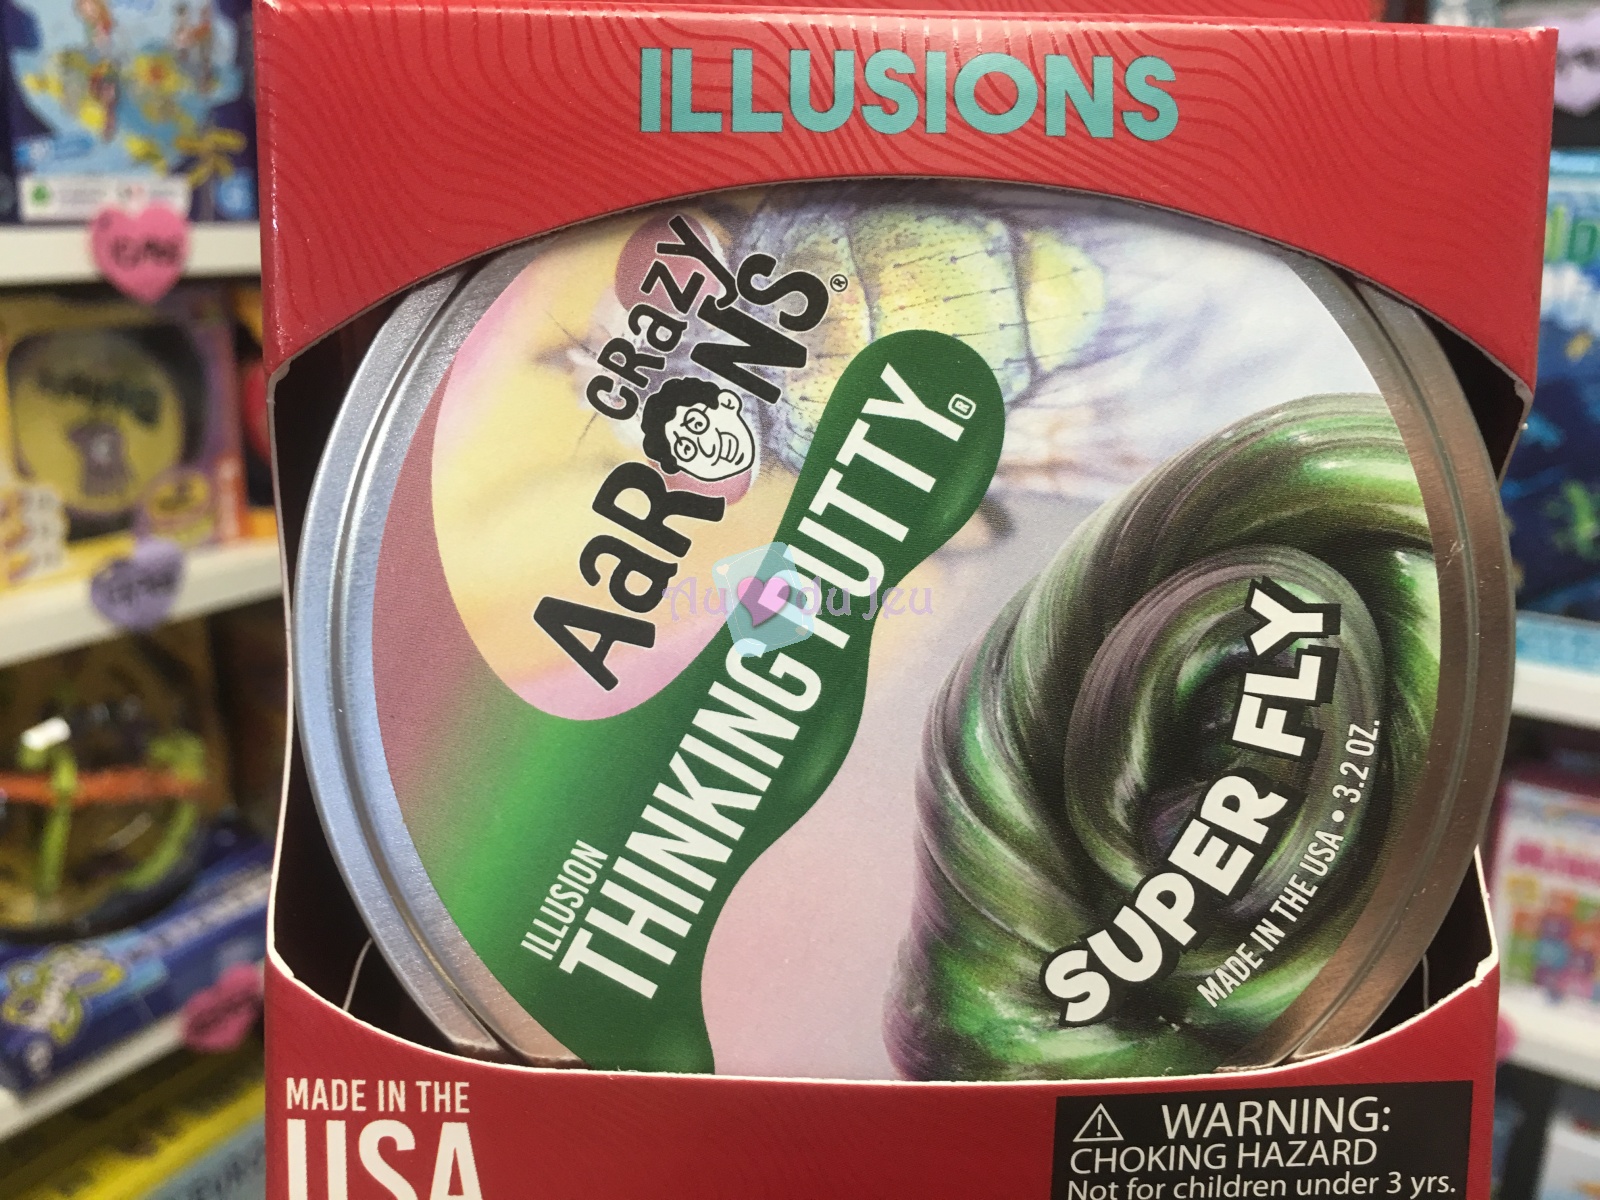 ILLUSIONS
CRazy
AaRONS®
ILLUSION
THINKING PUTTY®
Au du Jeu
SUPER FLY
MADE IN THE USA • 3.2 OZ.
MADE IN THE
USA
WARNING:
CHOKING HAZARD
Not for children under 3 yrs.